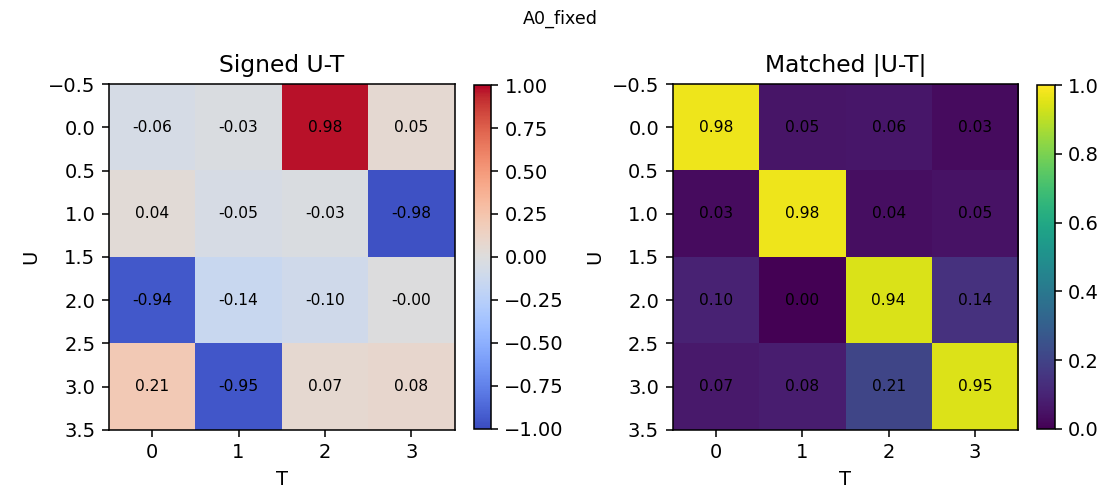 A0_fixed
Signed U-T
−0.5
0.0
0.5
1.0
1.5
2.0
2.5
3.0
3.5
U
-0.06 -0.03 0.98 0.05
0.04 -0.05 -0.03 -0.98
-0.94 -0.14 -0.10 -0.00
0.21 -0.95 0.07 0.08
0 1 2 3
T
1.00
0.75
0.50
0.25
0.00
−0.25
−0.50
−0.75
−1.00
Matched |U-T|
−0.5
0.0
0.5
1.0
1.5
2.0
2.5
3.0
3.5
U
0.98 0.05 0.06 0.03
0.03 0.98 0.04 0.05
0.10 0.00 0.94 0.14
0.07 0.08 0.21 0.95
0 1 2 3
T
1.0
0.8
0.6
0.4
0.2
0.0